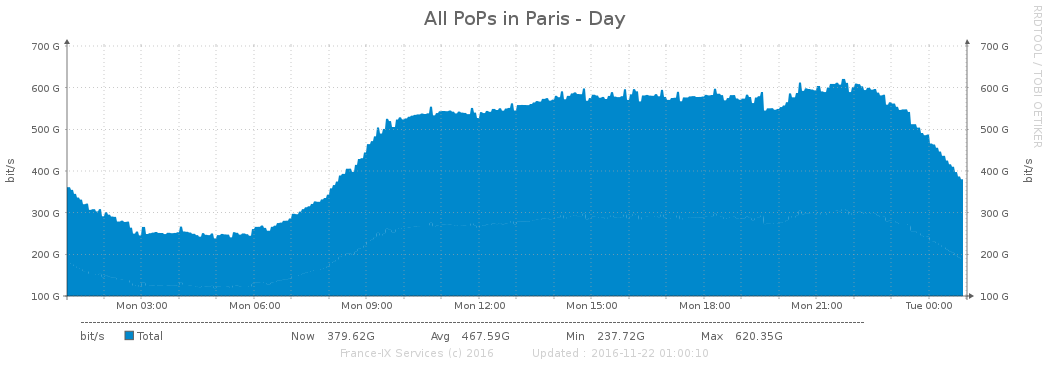 All PoPs in Paris - Day
RRDTOOL / TOBI OETIKER
700 G 700 G
600 G 600 G
500 G 500 G
400 G 400 G
300 G 300 G
200 G 200 G
100 G 100 G
bit/s
bit/s
Mon 03:00 Mon 06:00 Mon 09:00 Mon 12:00 Mon 15:00 Mon 18:00 Mon 21:00 Tue 00:00
bit/s Total Now 379.62G Avg 467.59G Min 237.72G Max 620.35G
France-IX Services (c) 2016 Updated : 2016-11-22 01:00:10